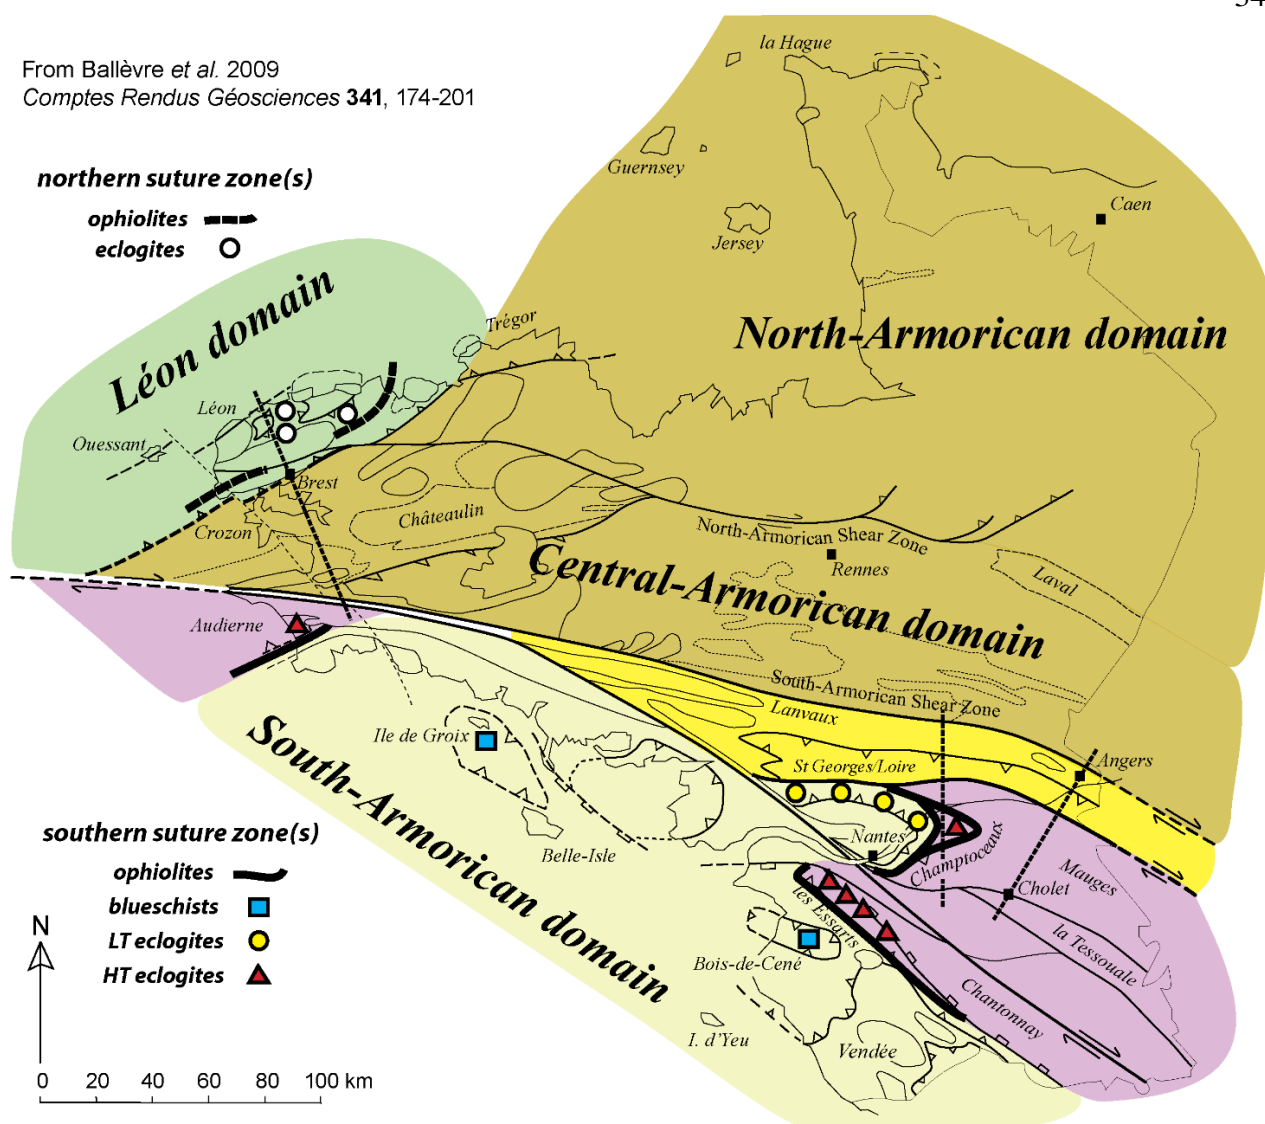 34
From Ballèvre et al. 2009
Comptes Rendus Géosciences 341, 174-201
northern suture zone(s)
ophiolites
eclogites
la Hague
Guernsey
Jersey
Caen
Trégor
North-Armorican domain
Léon domain
Léon
Ouessant
Brest
Crozon
Châteaulin
North-Armorican Shear Zone
Rennes
Laval
Central-Armorican domain
Audierne
South-Armorican Shear Zone
Lanvaux
Ile de Groix
St Georges/Loire
Angers
South-Armorican domain
Belle-Isle
Nantes
Champtoceaux
Mauges
Cholet
les Essarts
la Tessouale
Bois-de-Cené
Chantonnay
I. d'Yeu
Vendée
southern suture zone(s)
ophiolites
blueschists
LT eclogites
HT eclogites
N
0 20 40 60 80 100 km